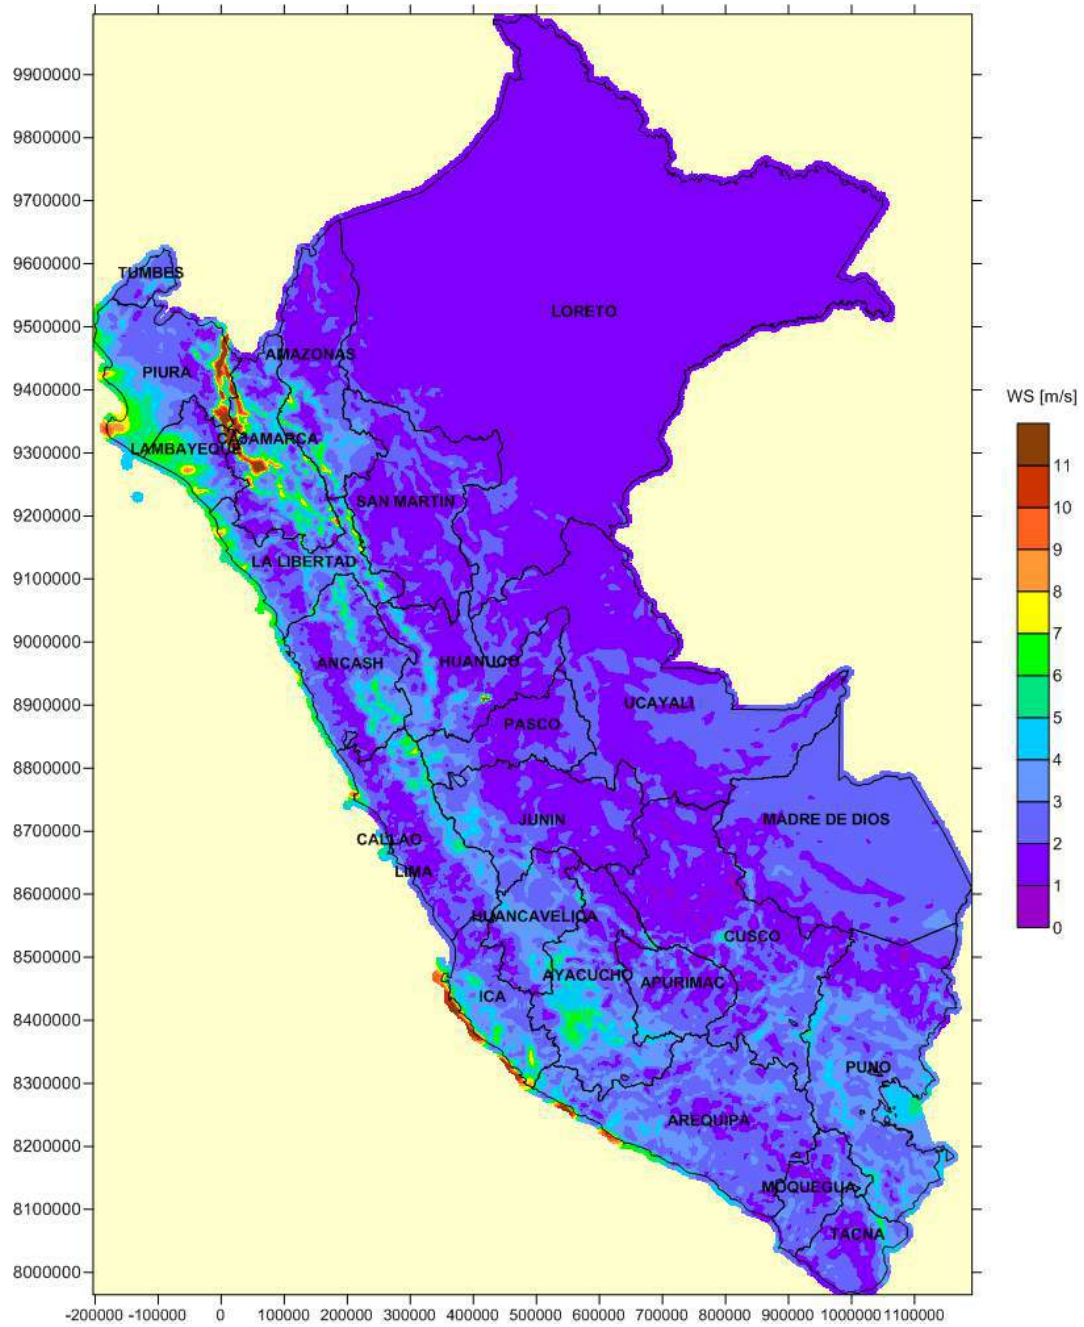 9900000
9800000
9700000
9600000
TUMBES
9500000
LORETO
AMAZONAS
PIURA
9400000
WS [m/s]
CAJAMARCA
LAMBAYEQUE
9300000
11
SAN MARTIN
10
9200000
9
LA LIBERTAD
8
9100000
7
9000000
6
ANCASH
HUANUCO
UCAYALI
5
8900000
PASCO
4
8800000
3
JUNIN
MADRE DE DIOS
2
8700000
CALLAO
LIMA
1
8600000
0
HUANCAVELICA
CUSCO
8500000
AYACUCHO
APURIMAC
ICA
8400000
PUNO
8300000
AREQUIPA
8200000
MOQUEGUA
8100000
TACNA
8000000
-200000 -100000 0 100000 200000 300000 400000 500000 600000 700000 800000 900000 1000000 1100000